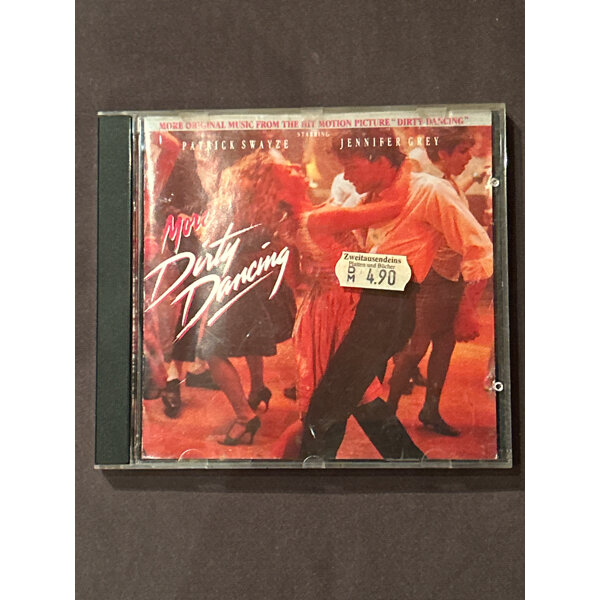 MORE ORIGINAL MUSIC FROM THE HIT MOTION PICTURE "DIRTY DANCING"
STARRING
PATRICK SWAYZE JENNIFER GREY
More
Dirty
Dancing
Zweitausendeins
Platten und Bücher
DM 4.90